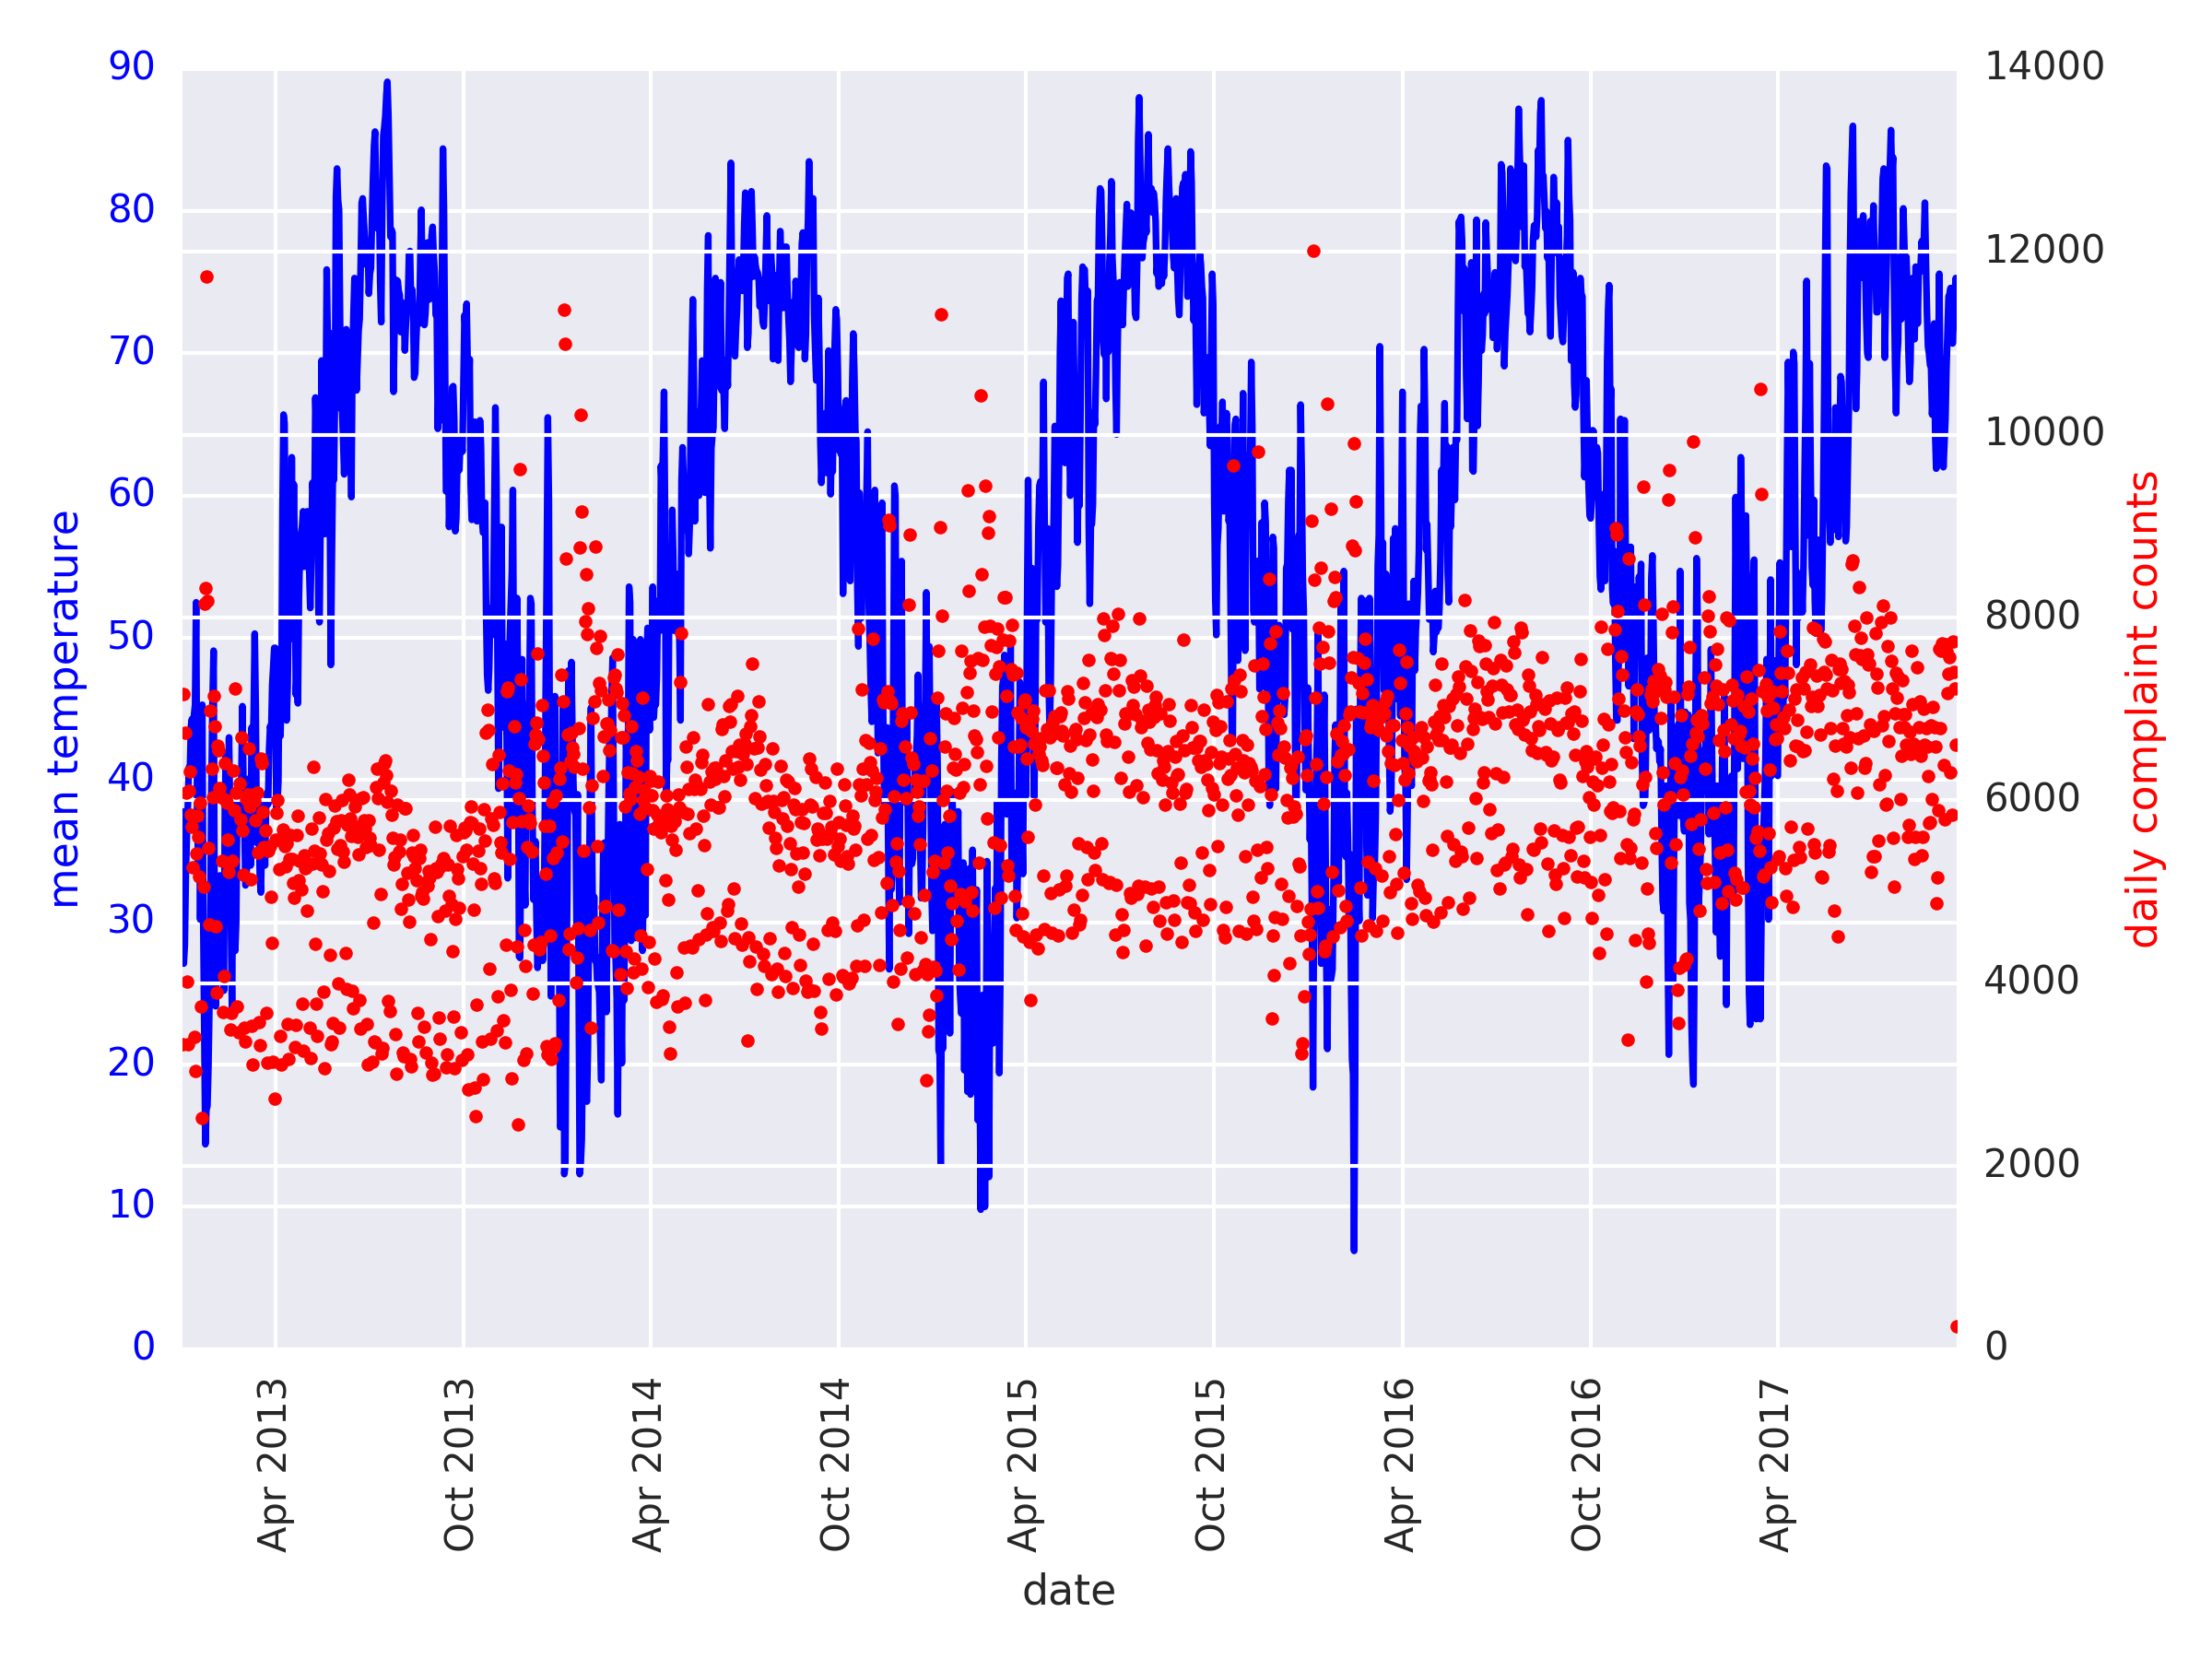 90
80
70
60
50
40
30
20
10
0
mean temperature
14000
12000
10000
8000
6000
4000
2000
0
daily complaint counts
Apr 2013
Oct 2013
Apr 2014
Oct 2014
Apr 2015
Oct 2015
Apr 2016
Oct 2016
Apr 2017
date